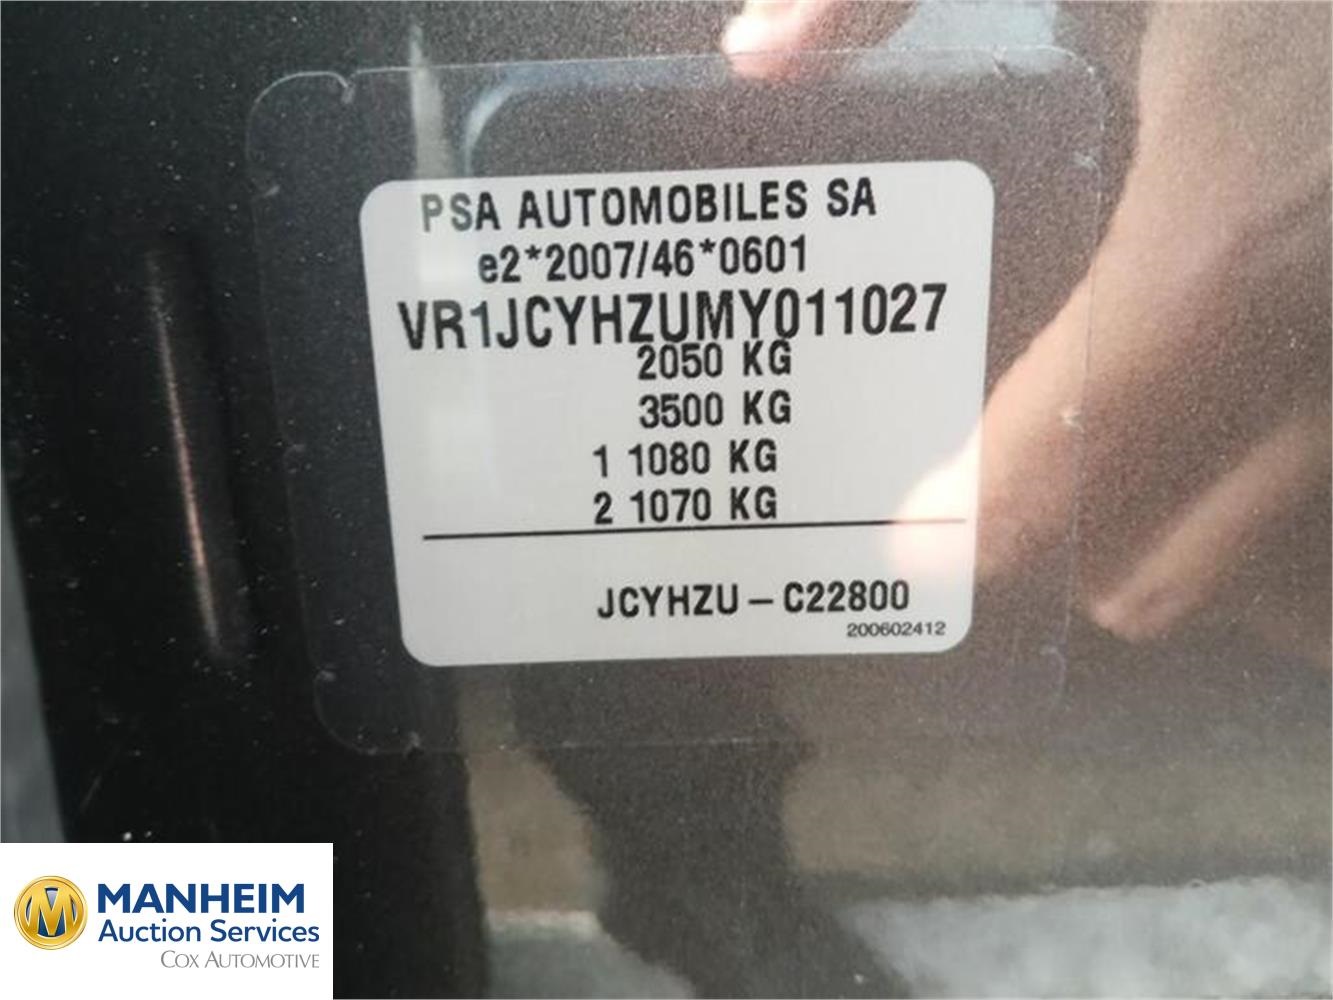 PSA AUTOMOBILES SA
e2*2007/46*0601
VR1JCYHZUMY011027
2050 KG
3500 KG
1 1080 KG
2 1070 KG
JCYHZU - C22800
200602412
MANHEIM
Auction Services
COX AUTOMOTIVE